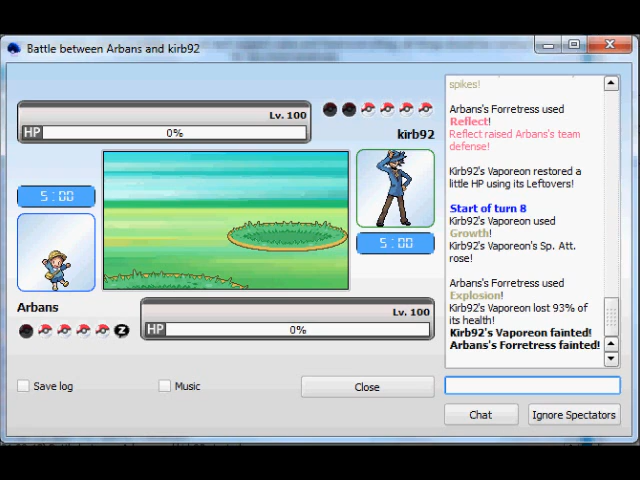 Battle between Arbans and kirb92
Lv. 100
HP 0%
kirb92
5:00
5:00
Arbans
Lv. 100
HP 0%
Z
spikes!
Arbans's Forretress used
Reflect!
Reflect raised Arbans's team
defense!
Kirb92's Vaporeon restored a
little HP using its Leftovers!
Start of turn 8
Kirb92's Vaporeon used
Growth!
Kirb92's Vaporeon's Sp. Att.
rose!
Arbans's Forretress used
Explosion!
Kirb92's Vaporeon lost 93% of
its health!
Kirb92's Vaporeon fainted!
Arbans's Forretress fainted!
Save log
Music
Close
Chat
Ignore Spectators